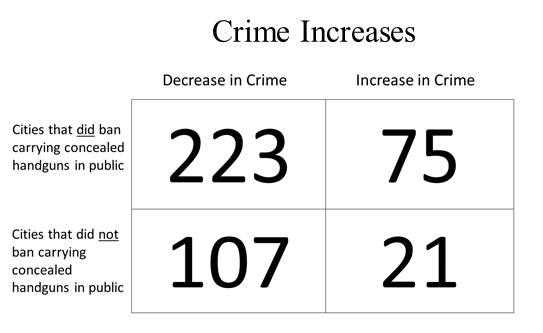 Crime Increases
Decrease in Crime
Increase in Crime
Cities that did ban
carrying concealed
handguns in public
223
75
Cities that did not
ban carrying
concealed
handguns in public
107
21